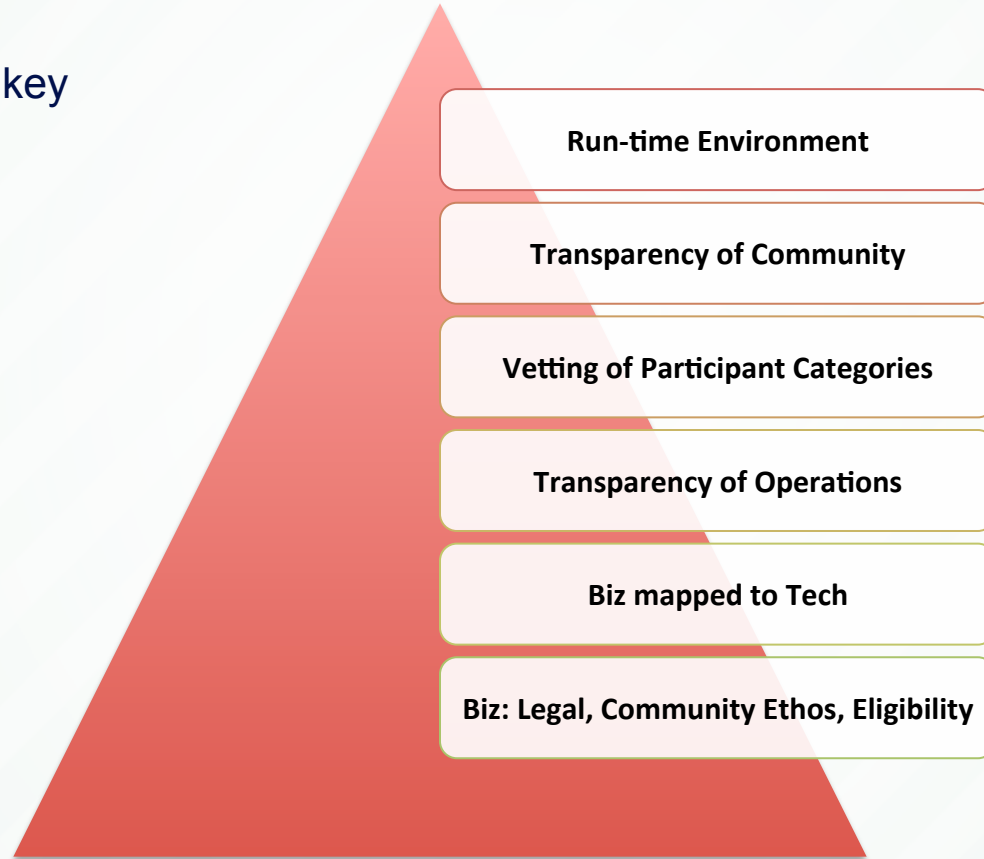 key
Run-time Environment
Transparency of Community
Vetting of Participant Categories
Transparency of Operations
Biz mapped to Tech
Biz: Legal, Community Ethos, Eligibility